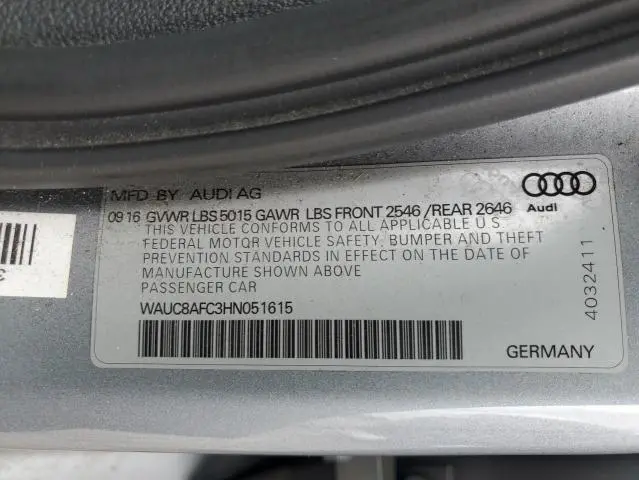 MFD BY AUDI AG
09 16 GVWR LBS 5015 GAWR LBS FRONT 2546 /REAR 2646
THIS VEHICLE CONFORMS TO ALL APPLICABLE U S
FEDERAL MOTOR VEHICLE SAFETY, BUMPER AND THEFT
PREVENTION STANDARDS IN EFFECT ON THE DATE OF
MANUFACTURE SHOWN ABOVE
PASSENGER CAR
WAUC8AFC3HN051615
Audi
4032411
GERMANY